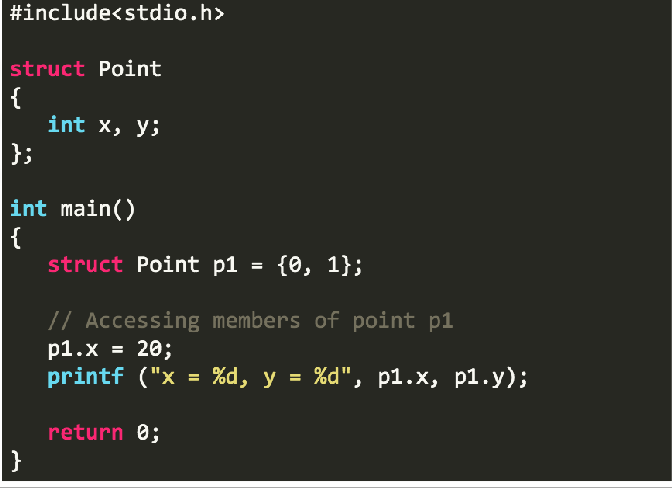 #include<stdio.h>
struct Point
{
   int x, y;
};
int main()
{
   struct Point p1 = {0, 1};
   // Accessing members of point p1
   p1.x = 20;
   printf ("x = %d, y = %d", p1.x, p1.y);
   return 0;
}